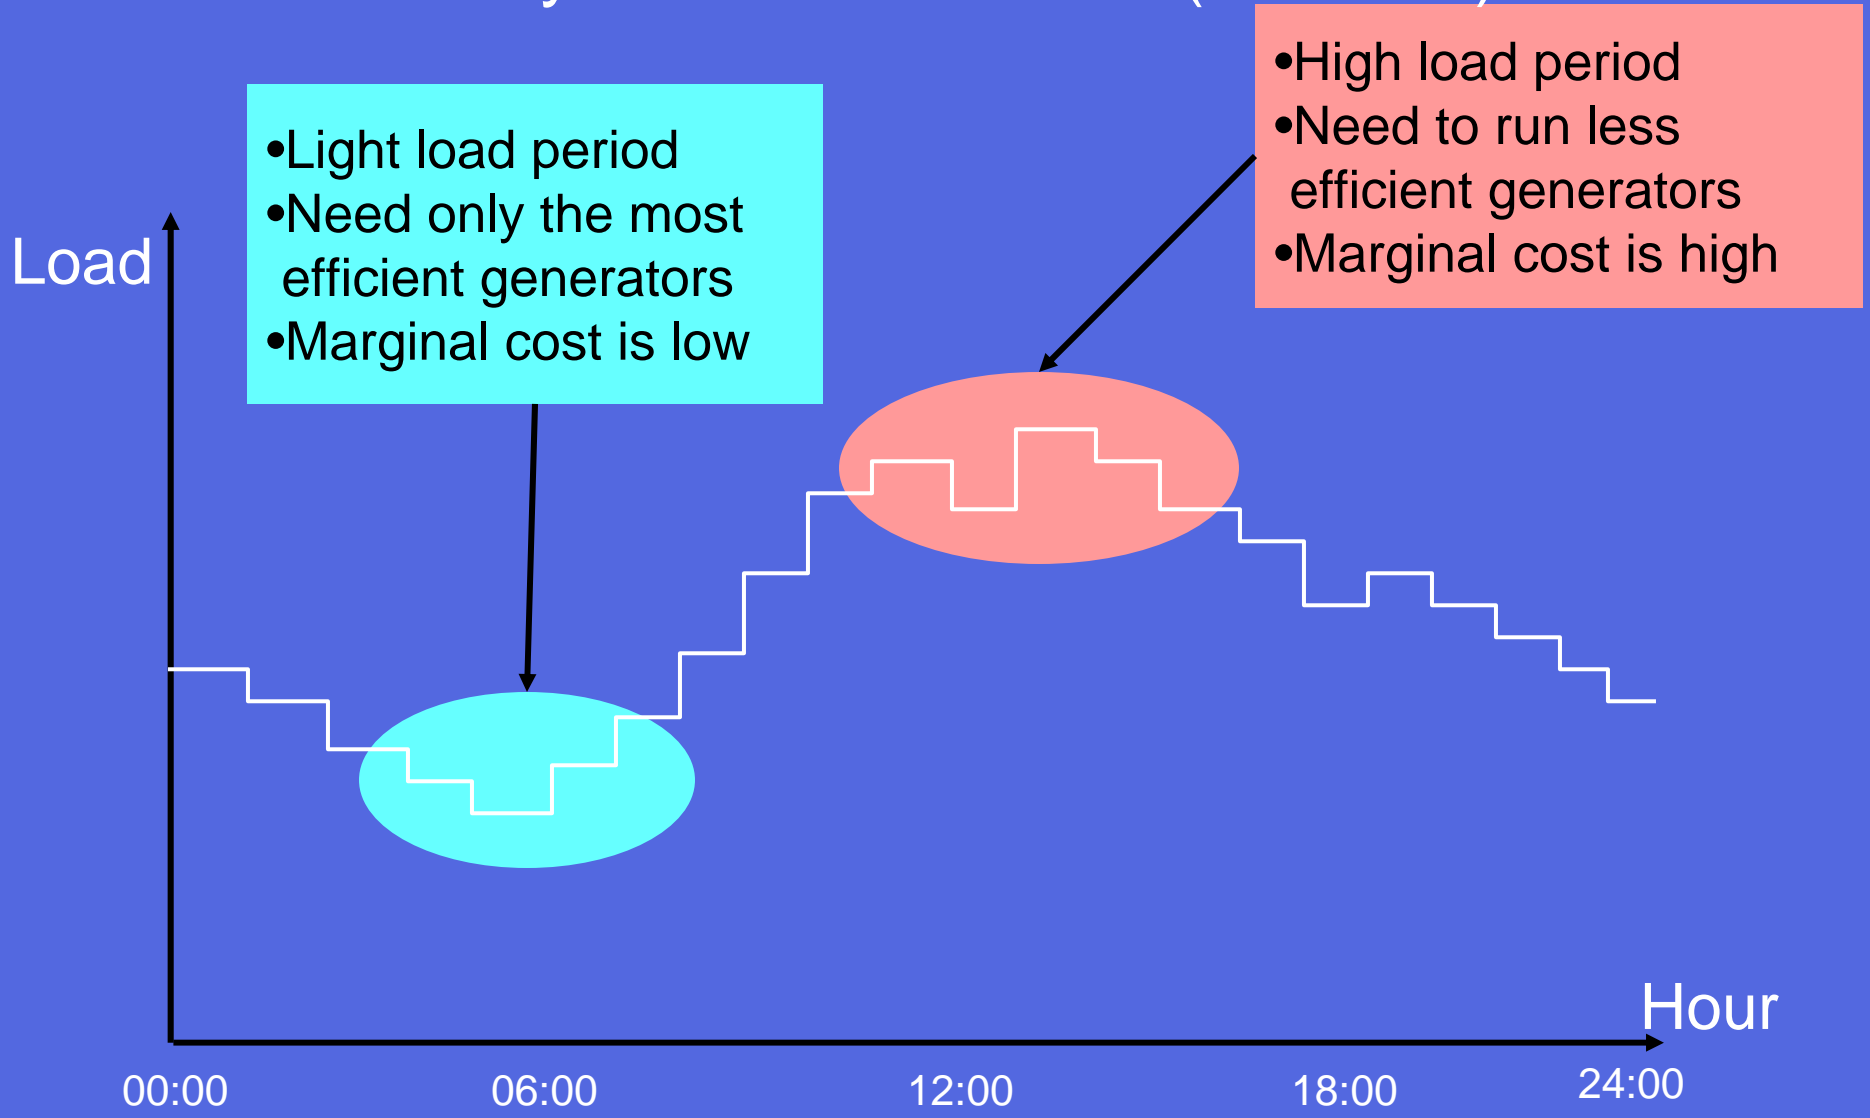 •High load period
•Need to run less
efficient generators
•Marginal cost is high
•Light load period
•Need only the most
efficient generators
•Marginal cost is low
Load
Hour
00:00
06:00
12:00
18:00
24:00